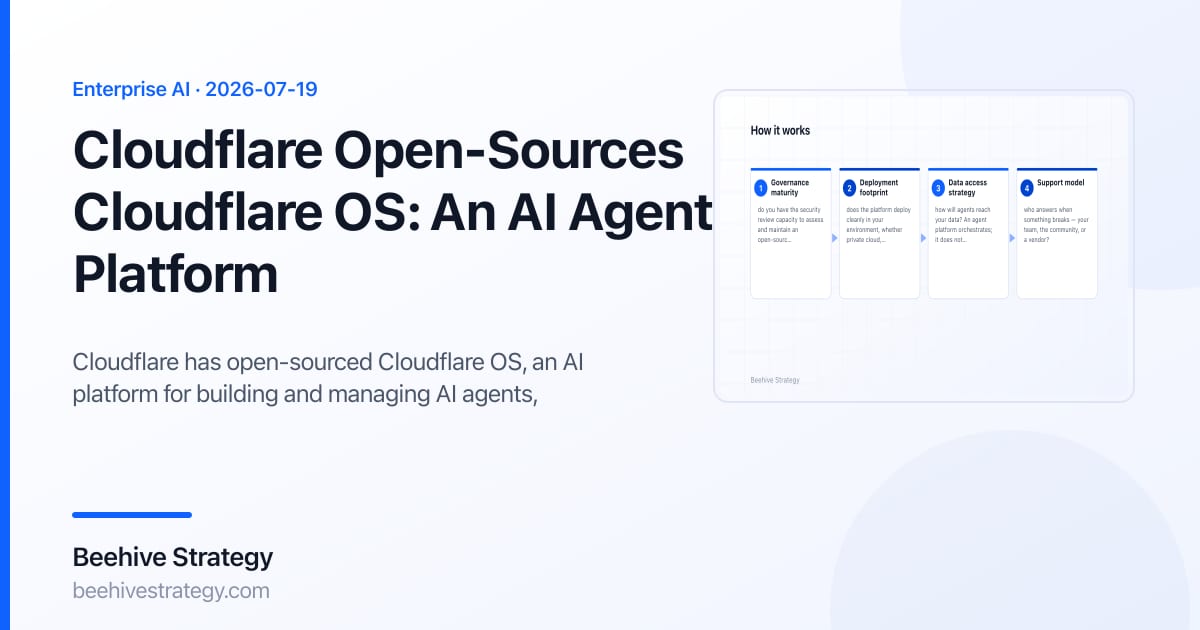 Enterprise AI · 2026-07-19
Cloudflare Open-Sources
Cloudflare OS: An AI Agent
Platform
Cloudflare has open-sourced Cloudflare OS, an AI
platform for building and managing AI agents,
Beehive Strategy
beehivestrategy.com
How it works
1
Governance
maturity
do you have the security
review capacity to assess
and maintain an
open-sourc...
2
Deployment
footprint
does the platform deploy
cleanly in your
environment, whether
private cloud,...
3
Data access
strategy
how will agents reach
your data? An agent
platform orchestrates;
it does not...
4
Support model
who answers when
something breaks — your
team, the community, or
a vendor?
Beehive Strategy